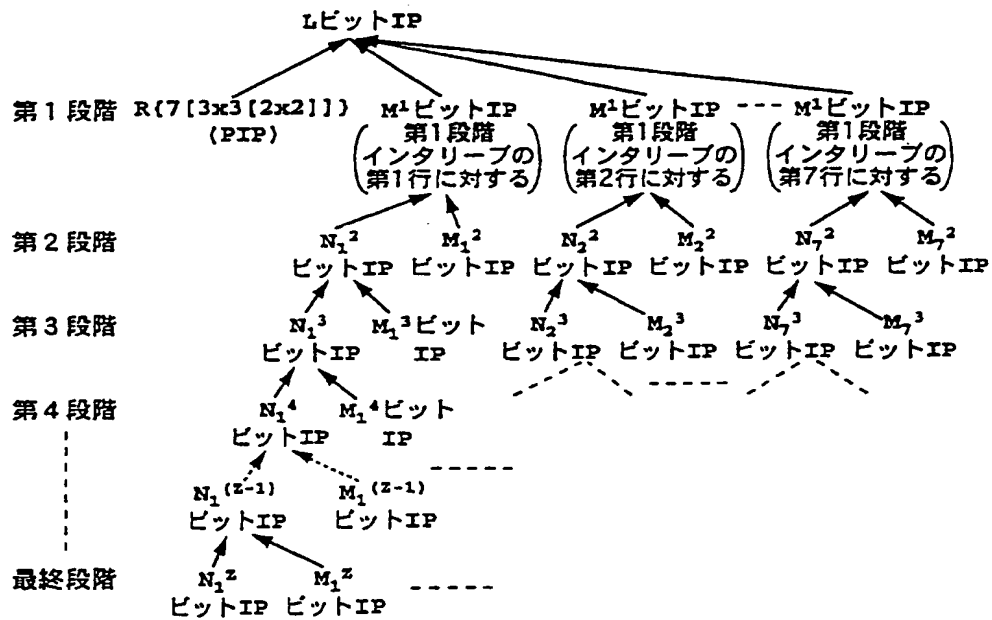 LビットIP
第1段階 R{7[3x3[2x2]]} M¹ビットIP M¹ビットIP --- M¹ビットIP
(PIP)
(第1段階 インタリーブの 第1行に対する) (第1段階 インタリーブの 第2行に対する) (第1段階 インタリーブの 第7行に対する)
第2段階 N₁² M₁² N₂² M₂² N₇² M₇²
ビットIP ビットIP ビットIP ビットIP ビットIP ビットIP
第3段階 N₁³ M₁³ビット N₂³ M₂³ N₇³ M₇³
ビットIP IP ビットIP ビットIP ビットIP ビットIP
第4段階 N₁⁴ M₁⁴ビット
ビットIP IP
N₁(Z-1) M₁(Z-1)
ビットIP ビットIP
最終段階 N₁Z M₁Z
ビットIP ビットIP